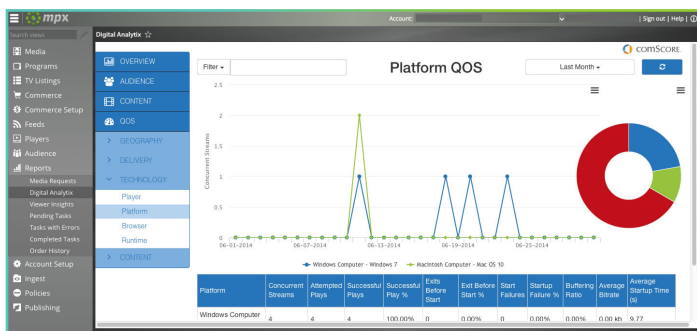 mpx
Account:
| Sign out | Help |
Search views
Digital Analytix
Media
Programs
TV Listings
Commerce
Commerce Setup
Feeds
Players
Audience
Reports
Media Requests
Digital Analytix
Viewer Insights
Pending Tasks
Tasks with Errors
Completed Tasks
Order History
Account Setup
Ingest
Policies
Publishing
OVERVIEW
AUDIENCE
CONTENT
QOS
GEOGRAPHY
DELIVERY
TECHNOLOGY
Player
Platform
Browser
Runtime
CONTENT
comSCORE
Filter
Platform QOS
Last Month
2.5
2
1.5
1
0.5
0
Concurrent Streams
06-01-2014 06-07-2014 06-13-2014 06-19-2014 06-25-2014
Windows Computer - Windows 7 Macintosh Computer - Mac OS 10
Platform Concurrent Streams Attempted Plays Successful Plays Successful Play % Exits Before Start Exit Before Start % Start Failures Startup Failure % Buffering Ratio Average Bitrate Average Startup Time (s)
Windows Computer 4 4 4 100.00% 0 0.00% 0 0.00% 0.00% 0.00 kb 9.77